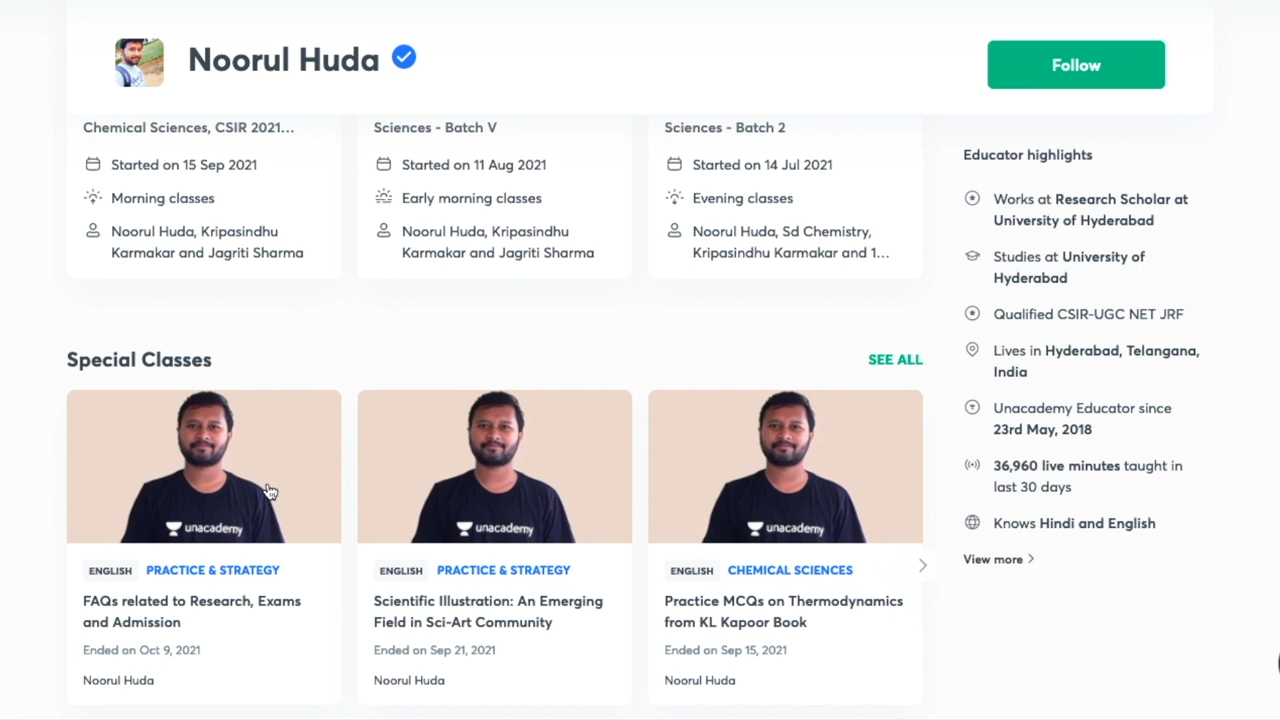 Noorul Huda
Follow
Chemical Sciences, CSIR 2021...
Started on 15 Sep 2021
Morning classes
Noorul Huda, Kripasindhu
Karmakar and Jagriti Sharma
Sciences - Batch V
Started on 11 Aug 2021
Early morning classes
Noorul Huda, Kripasindhu
Karmakar and Jagriti Sharma
Sciences - Batch 2
Started on 14 Jul 2021
Evening classes
Noorul Huda, Sd Chemistry,
Kripasindhu Karmakar and 1...
Special Classes
SEE ALL
unacademy
ENGLISH PRACTICE & STRATEGY
FAQs related to Research, Exams
and Admission
Ended on Oct 9, 2021
Noorul Huda
unacademy
ENGLISH PRACTICE & STRATEGY
Scientific Illustration: An Emerging
Field in Sci-Art Community
Ended on Sep 21, 2021
Noorul Huda
unacademy
ENGLISH CHEMICAL SCIENCES
Practice MCQs on Thermodynamics
from KL Kapoor Book
Ended on Sep 15, 2021
Noorul Huda
Educator highlights
Works at Research Scholar at
University of Hyderabad
Studies at University of
Hyderabad
Qualified CSIR-UGC NET JRF
Lives in Hyderabad, Telangana,
India
Unacademy Educator since
23rd May, 2018
36,960 live minutes taught in
last 30 days
Knows Hindi and English
View more